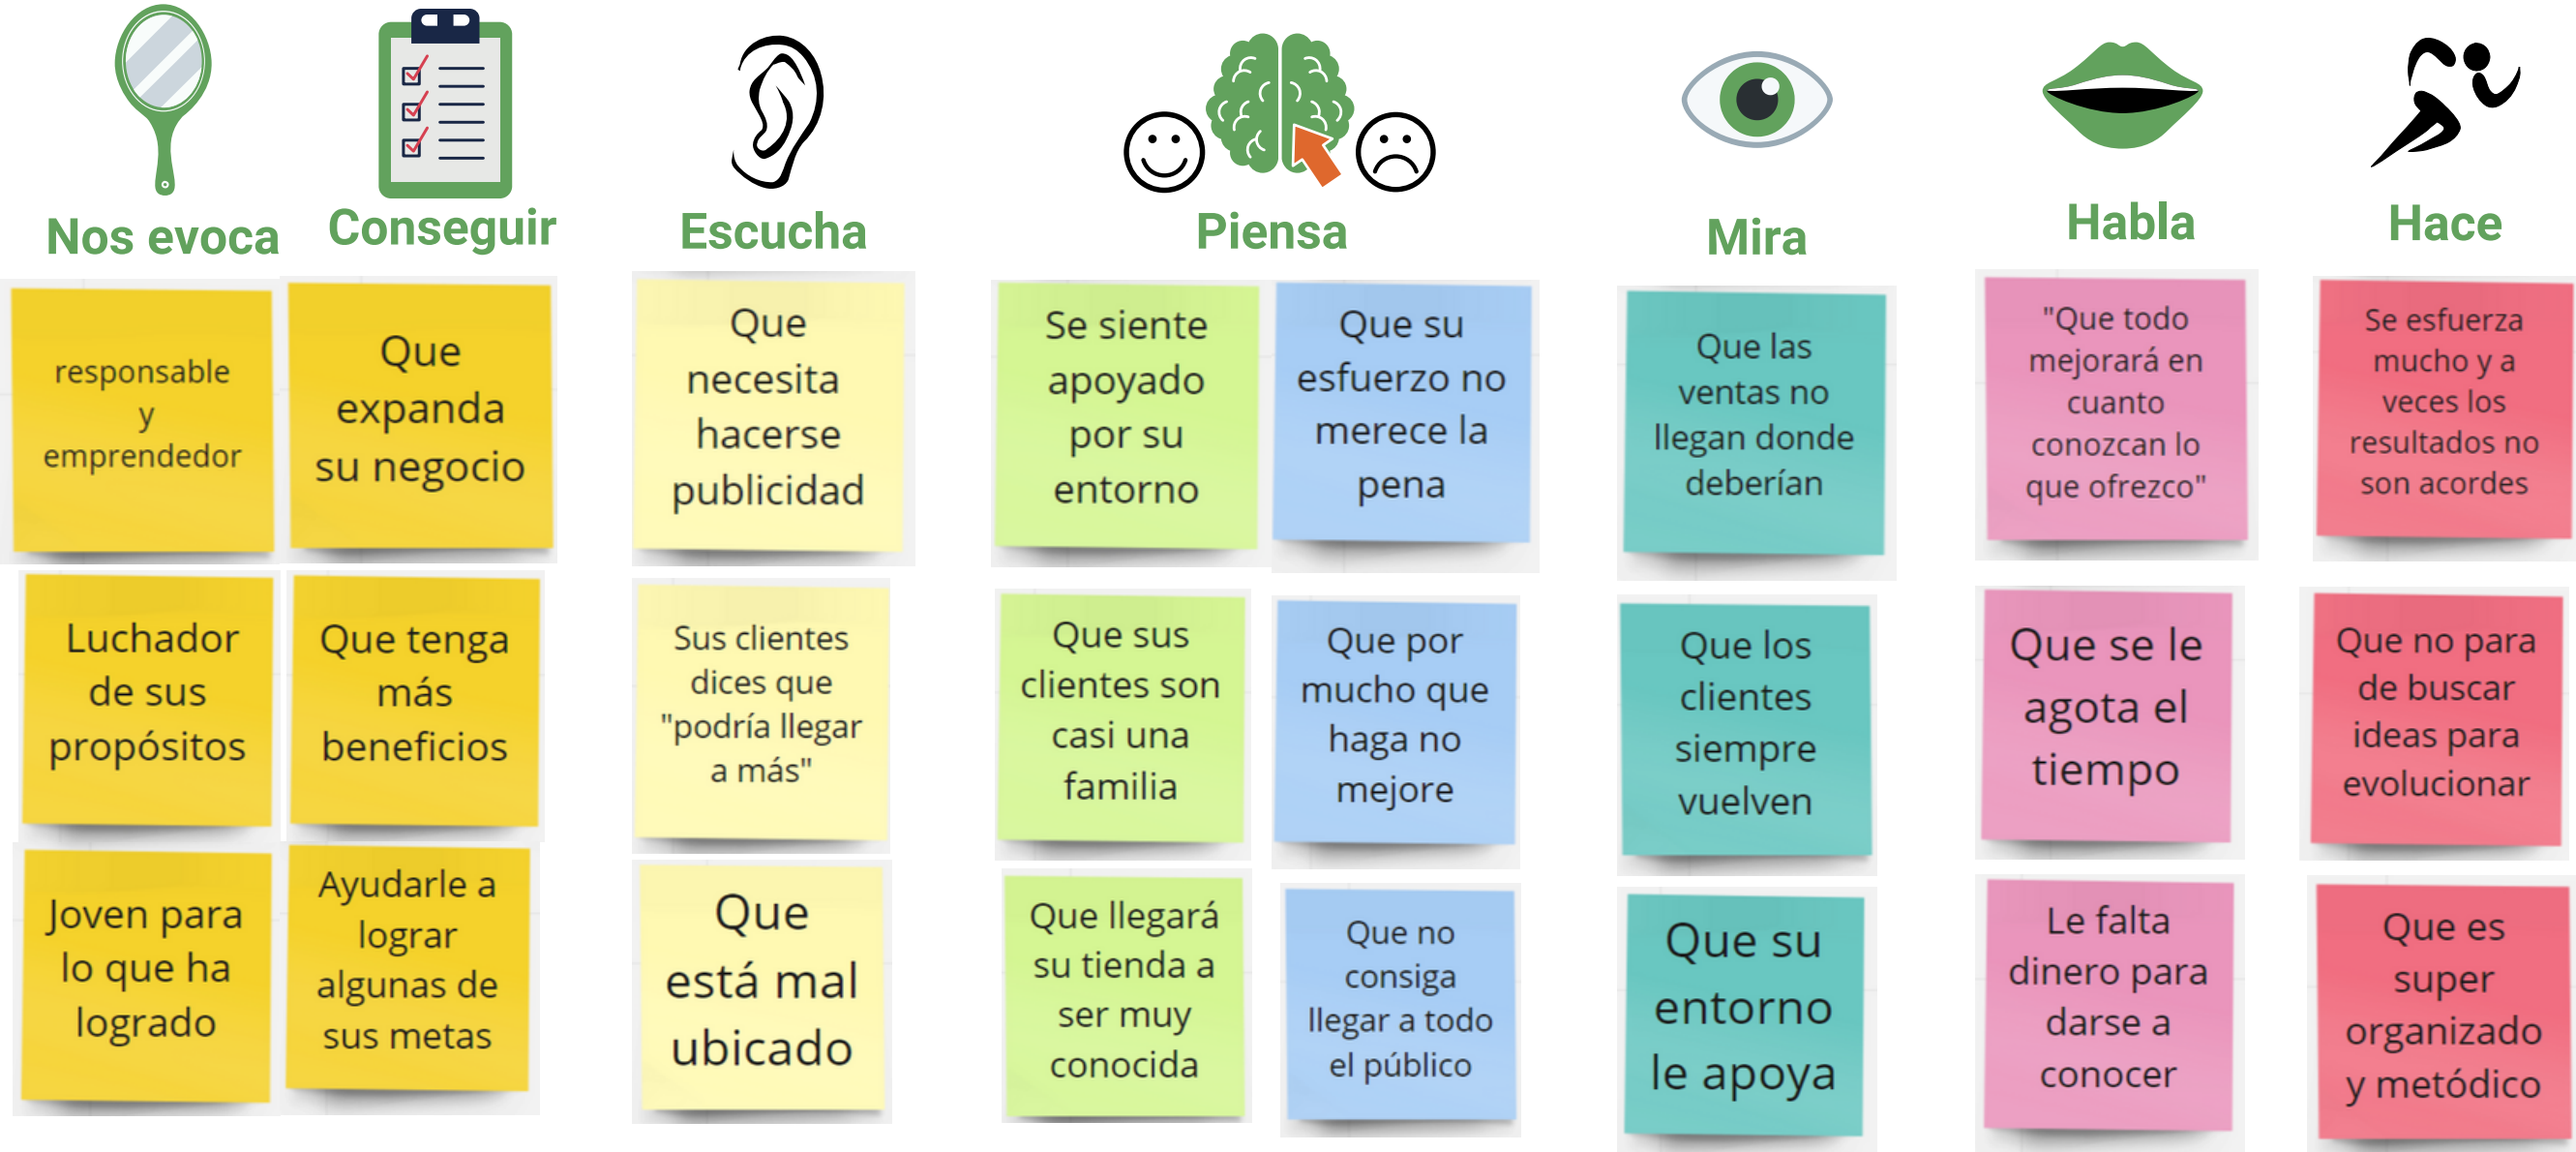 Nos evoca
Conseguir
Escucha
Piensa
Mira
Habla
Hace
responsable
y
emprendedor
Luchador
de sus
propósitos
Joven para
lo que ha
logrado
Que
expanda
su negocio
Que tenga
más
beneficios
Ayudarle a
lograr
algunas de
sus metas
Que
necesita
hacerse
publicidad
Sus clientes
dices que
"podría llegar
a más"
Que
está mal
ubicado
Se siente
apoyado
por su
entorno
Que sus
clientes son
casi una
familia
Que llegará
su tienda a
ser muy
conocida
Que su
esfuerzo no
merece la
pena
Que por
mucho que
haga no
mejore
Que no
consiga
llegar a todo
el público
Que las
ventas no
llegan donde
deberían
Que los
clientes
siempre
vuelven
Que su
entorno
le apoya
"Que todo
mejorará en
cuanto
conozcan lo
que ofrezco"
Que se le
agota el
tiempo
Le falta
dinero para
darse a
conocer
Se esfuerza
mucho y a
veces los
resultados no
son acordes
Que no para
de buscar
ideas para
evolucionar
Que es
super
organizado
y metódico